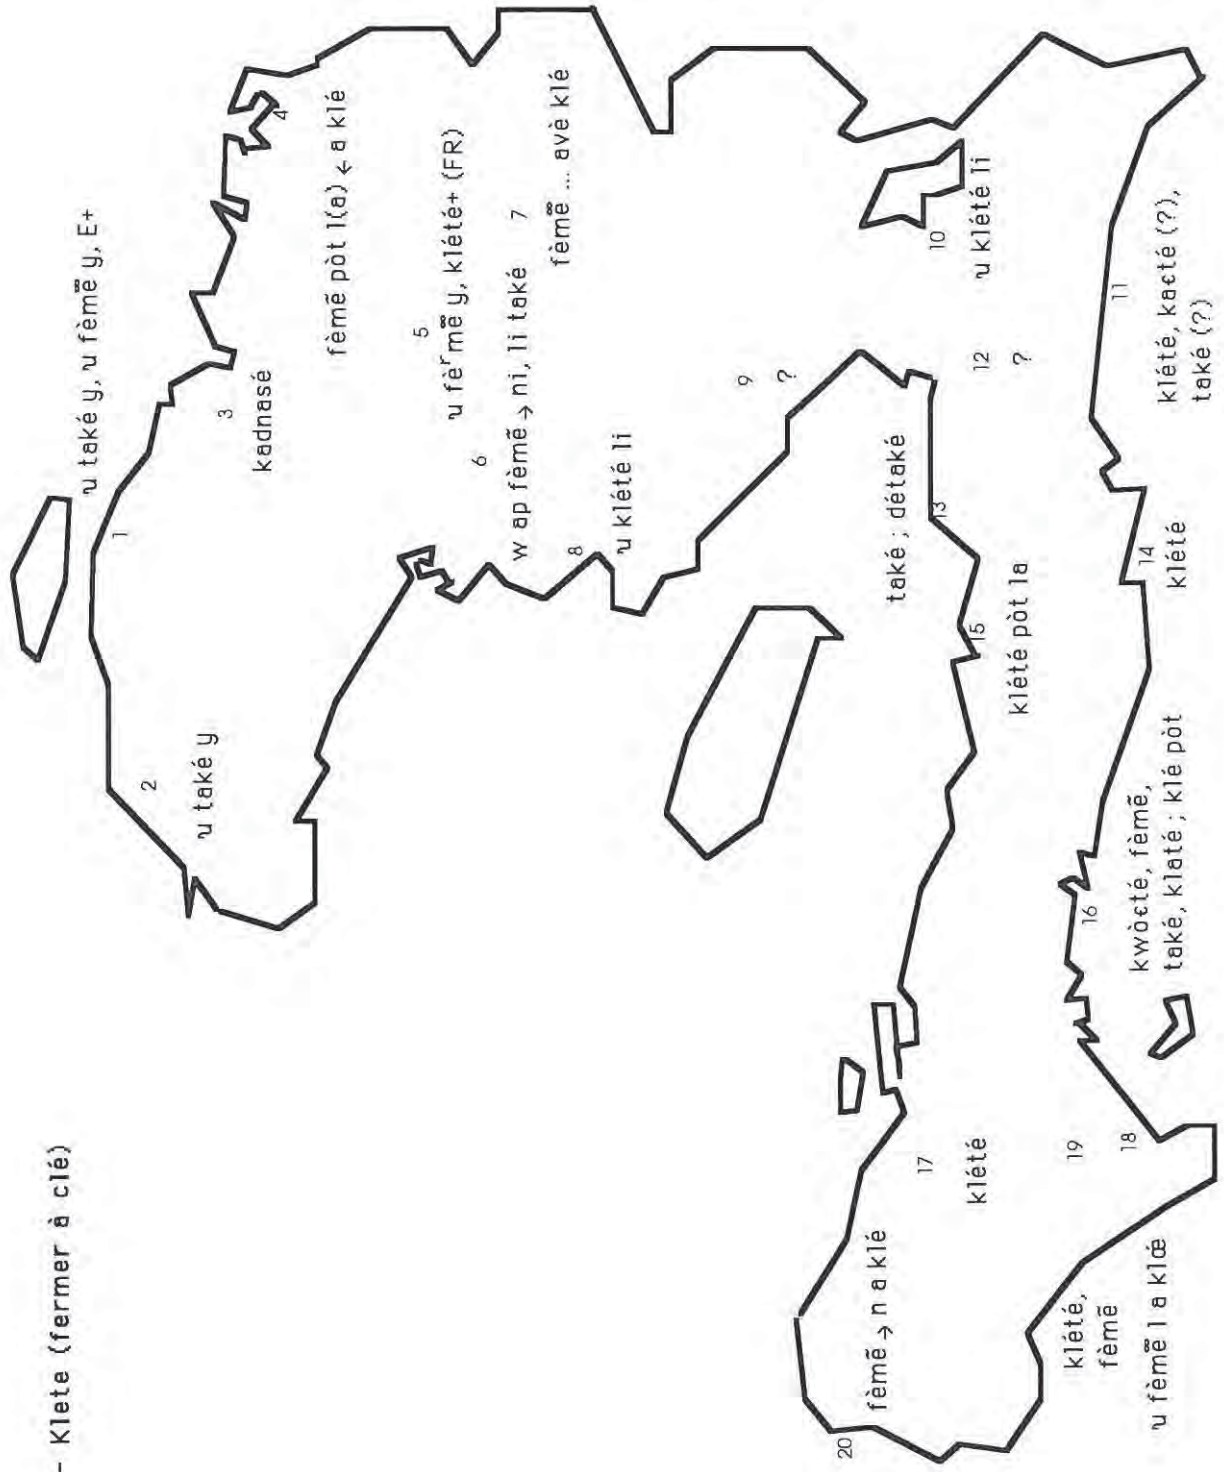 – Klete (fermer à clé)
1
u také y, u fèmẽ y, E+
2
u také y
3
kadnasé
4
fèmẽ pòt l(a) ← a klé
5
u fèʳmẽ y, klété+ (FR)
6
w ap fèmẽ → ni, li také
7
fèmẽ ... avè klé
8
u klété li
9
?
10
u klété li
11
klété, kaɛté (?),
také (?)
12
?
13
také ; détaké
14
klété
15
klété pòt la
16
kwòɛté, fèmẽ,
také, klaté ; klé pòt
17
klété
18
u fèmẽ l a klœ
19
klété,
fèmẽ
20
fèmẽ → n a klé